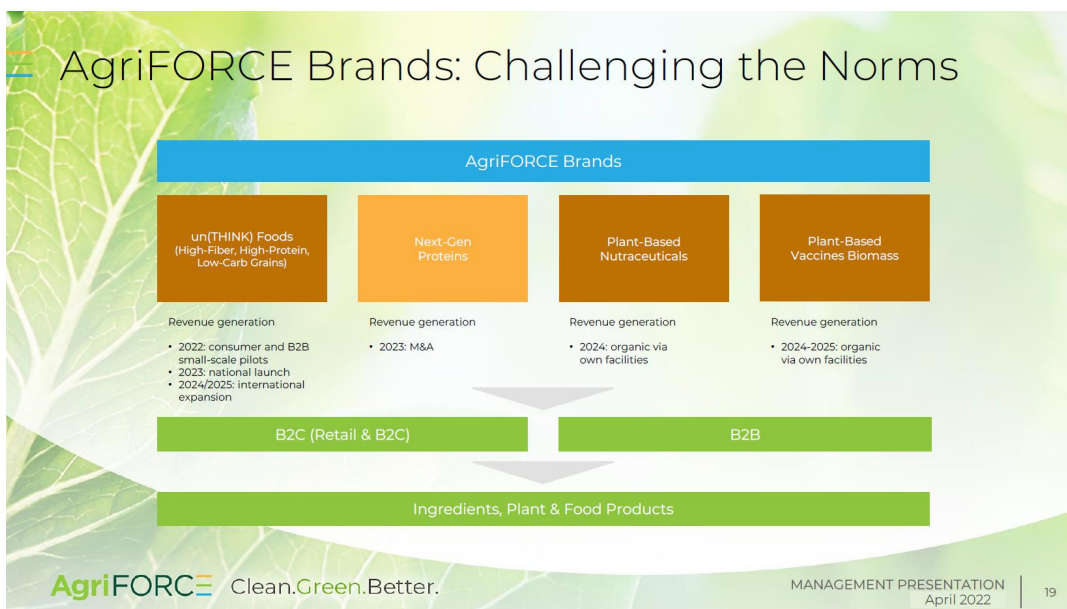 AgriFORCE Brands: Challenging the Norms
AgriFORCE Brands
un(THINK) Foods
(High-Fiber, High-Protein,
Low-Carb Grains)
Next-Gen
Proteins
Plant-Based
Nutraceuticals
Plant-Based
Vaccines Biomass
Revenue generation
• 2022: consumer and B2B
small-scale pilots
• 2023: national launch
• 2024/2025: international
expansion
Revenue generation
• 2023: M&A
Revenue generation
• 2024: organic via
own facilities
Revenue generation
• 2024-2025: organic
via own facilities
B2C (Retail & B2C)
B2B
Ingredients, Plant & Food Products
AgriFORCE Clean.Green.Better.
MANAGEMENT PRESENTATION
April 2022
19